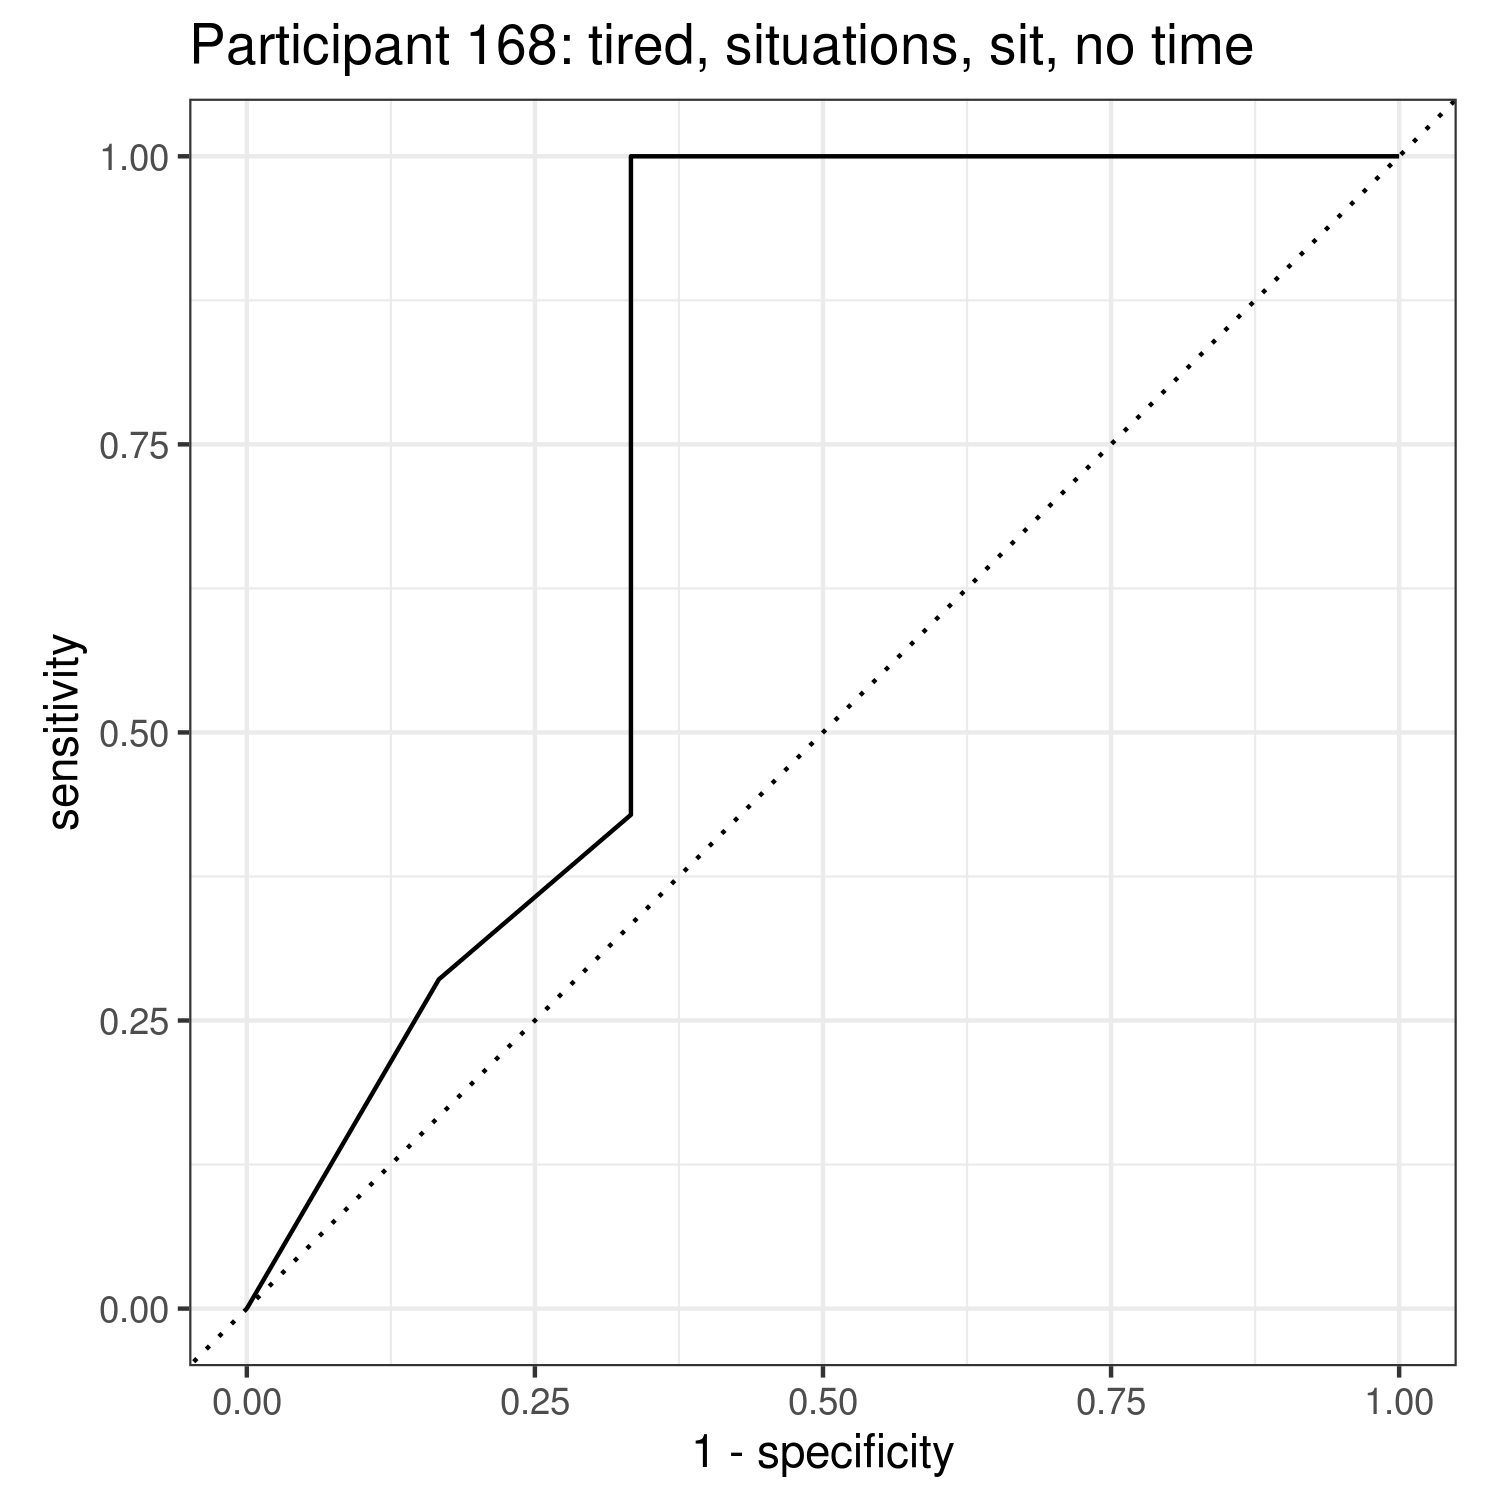 Participant 168: tired, situations, sit, no time
1.00
0.75
0.50
0.25
0.00
sensitivity
0.00 0.25 0.50 0.75 1.00
1 - specificity